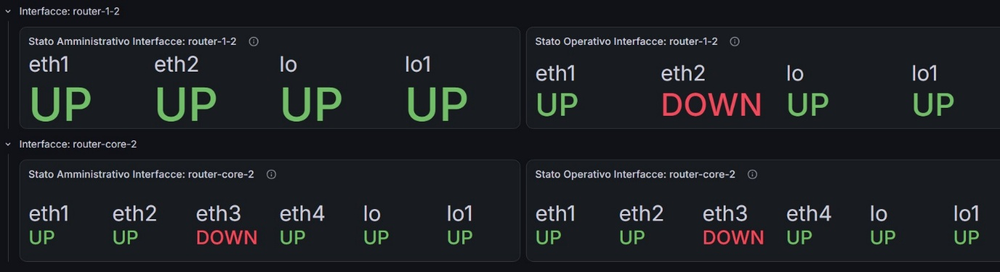 Interfacce: router-1-2
Stato Amministrativo Interfacce: router-1-2
eth1 eth2 lo lo1
UP UP UP UP
Stato Operativo Interfacce: router-1-2
eth1 eth2 lo lo1
UP DOWN UP UP
Interfacce: router-core-2
Stato Amministrativo Interfacce: router-core-2
eth1 eth2 eth3 eth4 lo lo1
UP UP DOWN UP UP UP
Stato Operativo Interfacce: router-core-2
eth1 eth2 eth3 eth4 lo lo1
UP UP DOWN UP UP UP